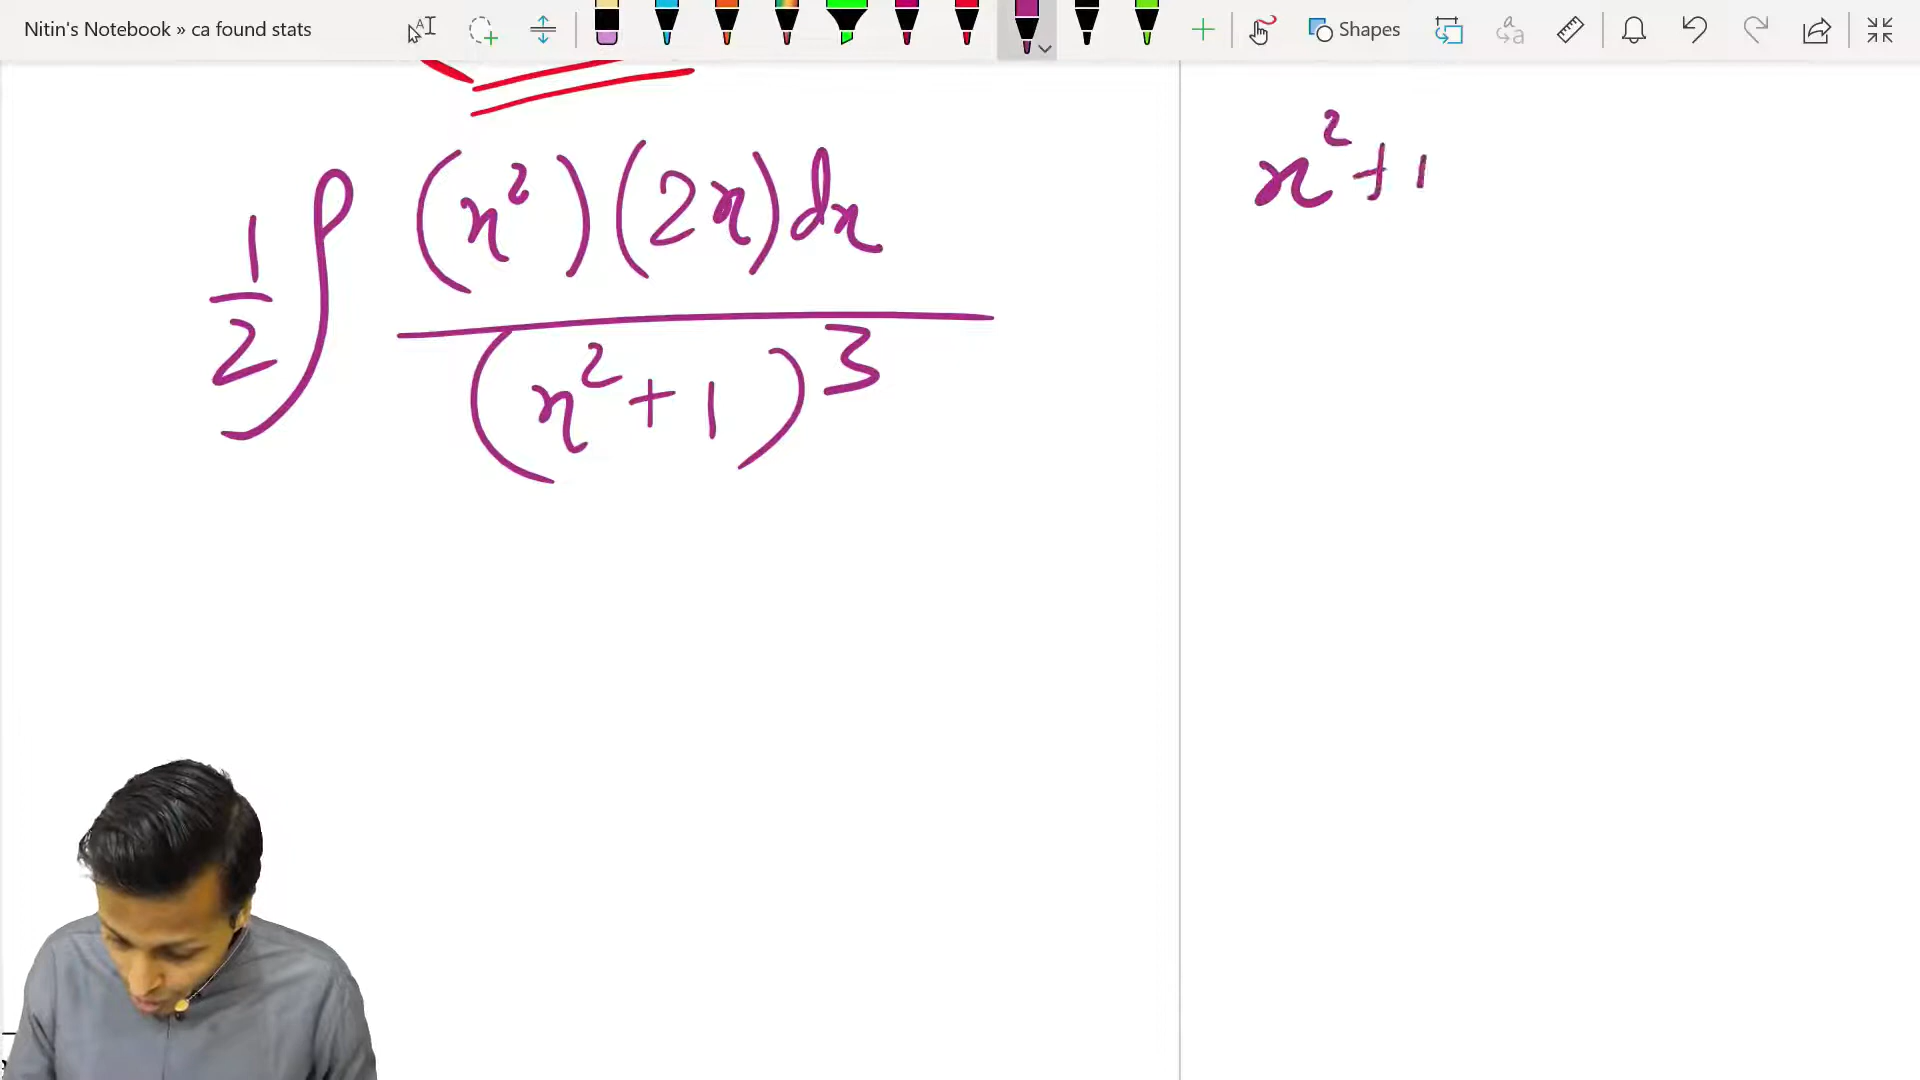 Nitin's Notebook » ca found stats
Shapes
1/2 ∫ (x²)(2x)dx / (x²+1)³
x²+1